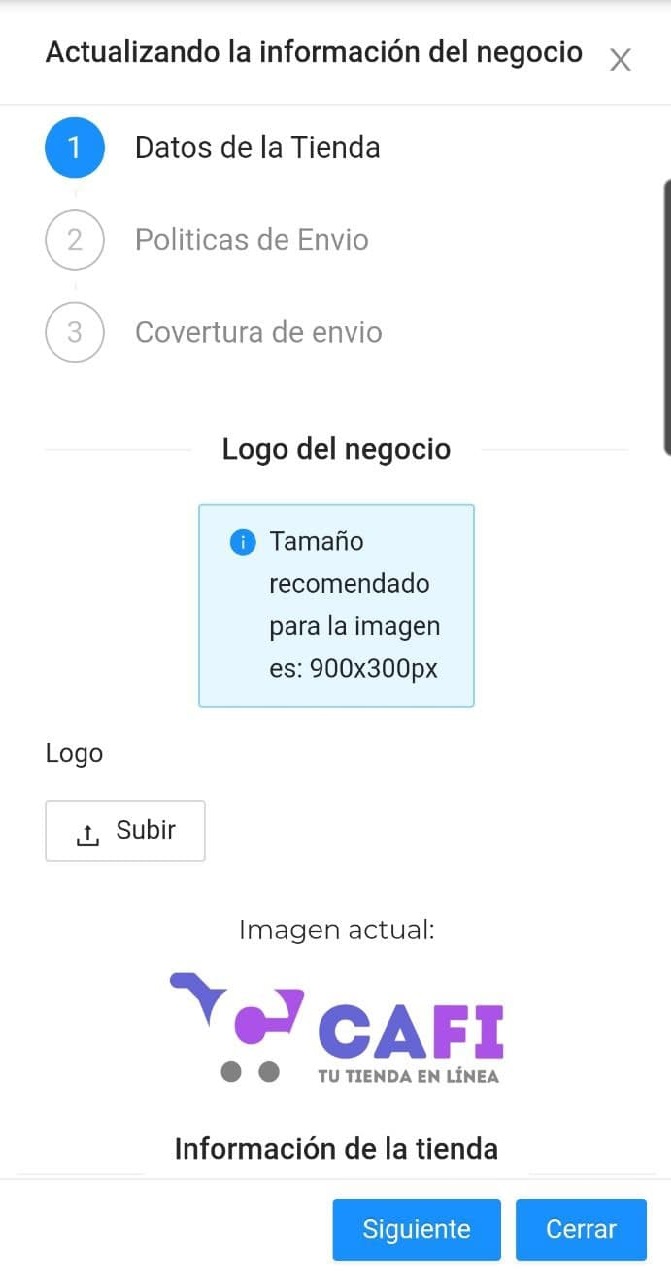 Actualizando la información del negocio X
1 Datos de la Tienda
2 Politicas de Envio
3 Covertura de envio
Logo del negocio
i Tamaño
recomendado
para la imagen
es: 900x300px
Logo
Subir
Imagen actual:
CAFI
TU TIENDA EN LÍNEA
Información de la tienda
Siguiente Cerrar